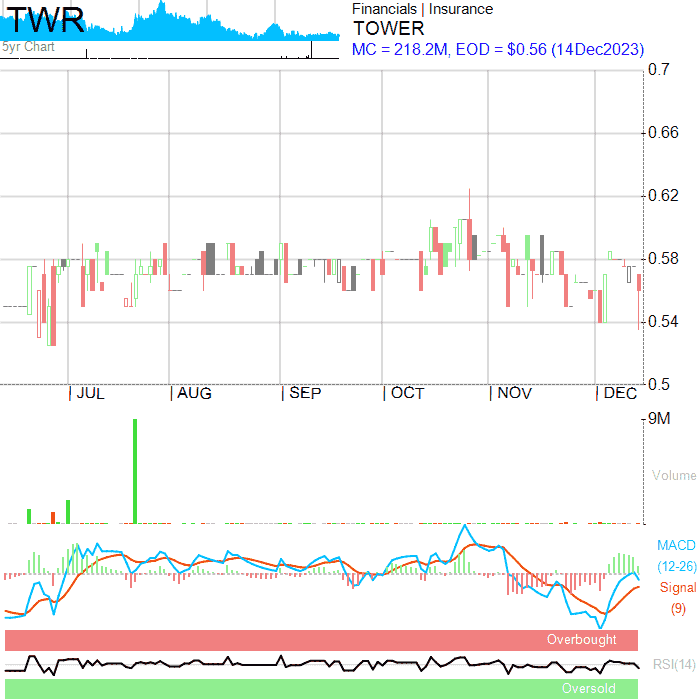 TWR
5yr Chart
Financials | Insurance
TOWER
MC = 218.2M, EOD = $0.56 (14Dec2023)
0.7
0.66
0.62
0.58
0.54
0.5
JUL AUG SEP OCT NOV DEC
9M
Volume
MACD
(12-26)
Signal
(9)
Overbought
RSI(14)
Oversold